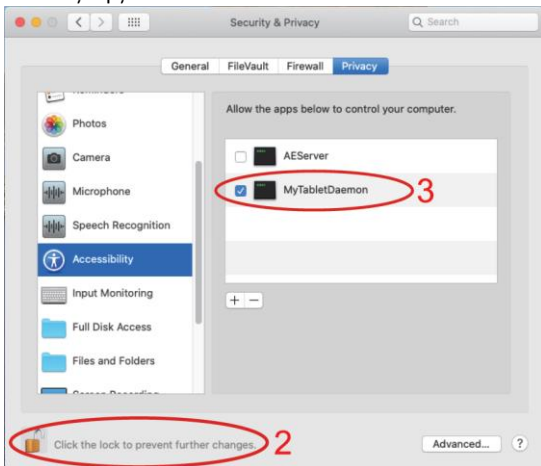 Security & Privacy
Search
General FileVault Firewall Privacy
Photos
Camera
Microphone
Speech Recognition
Accessibility
Input Monitoring
Full Disk Access
Files and Folders
Allow the apps below to control your computer.
AEServer
MyTabletDaemon
3
+ −
Click the lock to prevent further changes.
2
Advanced...
?